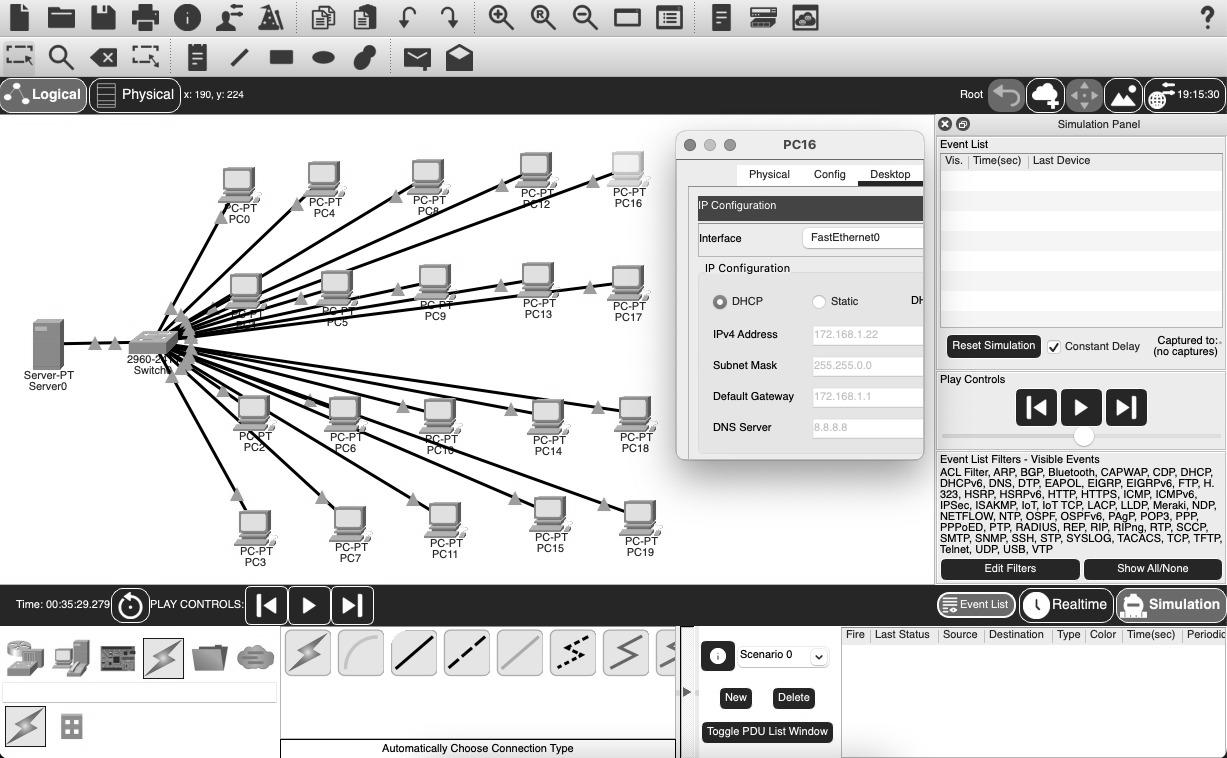 ?
Logical
Physical
x: 190, y: 224
Root
19:15:30
PC-PT
PC0
PC-PT
PC4
PC-PT
PC8
PC-PT
PC12
PC-PT
PC16
PC-PT
PC-PT
PC5
PC-PT
PC9
PC-PT
PC13
PC-PT
PC17
Server-PT
Server0
PC-PT
PC2
PC-PT
PC6
PC-PT
PC10
PC-PT
PC14
PC-PT
PC18
PC-PT
PC3
PC-PT
PC7
PC-PT
PC11
PC-PT
PC15
PC-PT
PC19
PC16
Physical
Config
Desktop
IP Configuration
Interface
FastEthernet0
IP Configuration
DHCP
Static
DH
IPv4 Address
172.168.1.22
Subnet Mask
255.255.0.0
Default Gateway
172.168.1.1
DNS Server
8.8.8.8
Simulation Panel
Event List
Vis.
Time(sec)
Last Device
Reset Simulation
Constant Delay
Captured to:
(no captures)
Play Controls
Event List Filters - Visible Events
ACL Filter, ARP, BGP, Bluetooth, CAPWAP, CDP, DHCP,
DHCPv6, DNS, DTP, EAPOL, EIGRP, EIGRPv6, FTP, H.
323, HSRP, HSRPv6, HTTP, HTTPS, ICMP, ICMPv6,
IPSec, ISAKMP, IoT, IoT TCP, LACP, LLDP, Meraki, NDP,
NETFLOW, NTP, OSPF, OSPFv6, PAgP, POP3, PPP,
PPPoED, PTP, RADIUS, REP, RIP, RIPng, RTP, SCCP,
SMTP, SNMP, SSH, STP, SYSLOG, TACACS, TCP, TFTP,
Telnet, UDP, USB, VTP
Edit Filters
Show All/None
Time: 00:35:29.279
PLAY CONTROLS:
Event List
Realtime
Simulation
Automatically Choose Connection Type
Scenario 0
New
Delete
Toggle PDU List Window
Fire
Last Status
Source
Destination
Type
Color
Time(sec)
Periodic